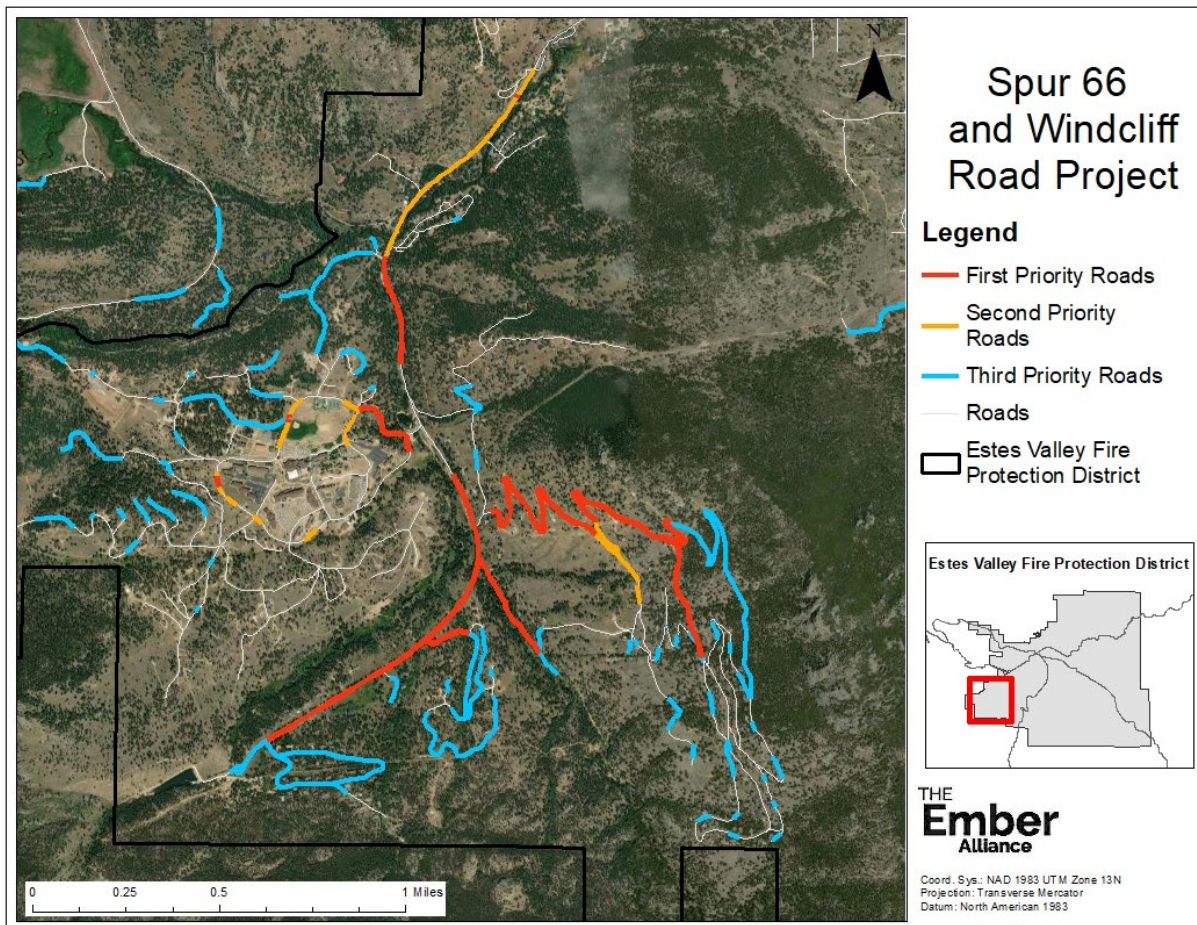 N
Spur 66
and Windcliff
Road Project
Legend
First Priority Roads
Second Priority
Roads
Third Priority Roads
Roads
Estes Valley Fire
Protection District
Estes Valley Fire Protection District
THE
Ember
Alliance
Coord. Sys.: NAD 1983 UTM Zone 13N
Projection: Transverse Mercator
Datum: North American 1983
0 0.25 0.5 1 Miles